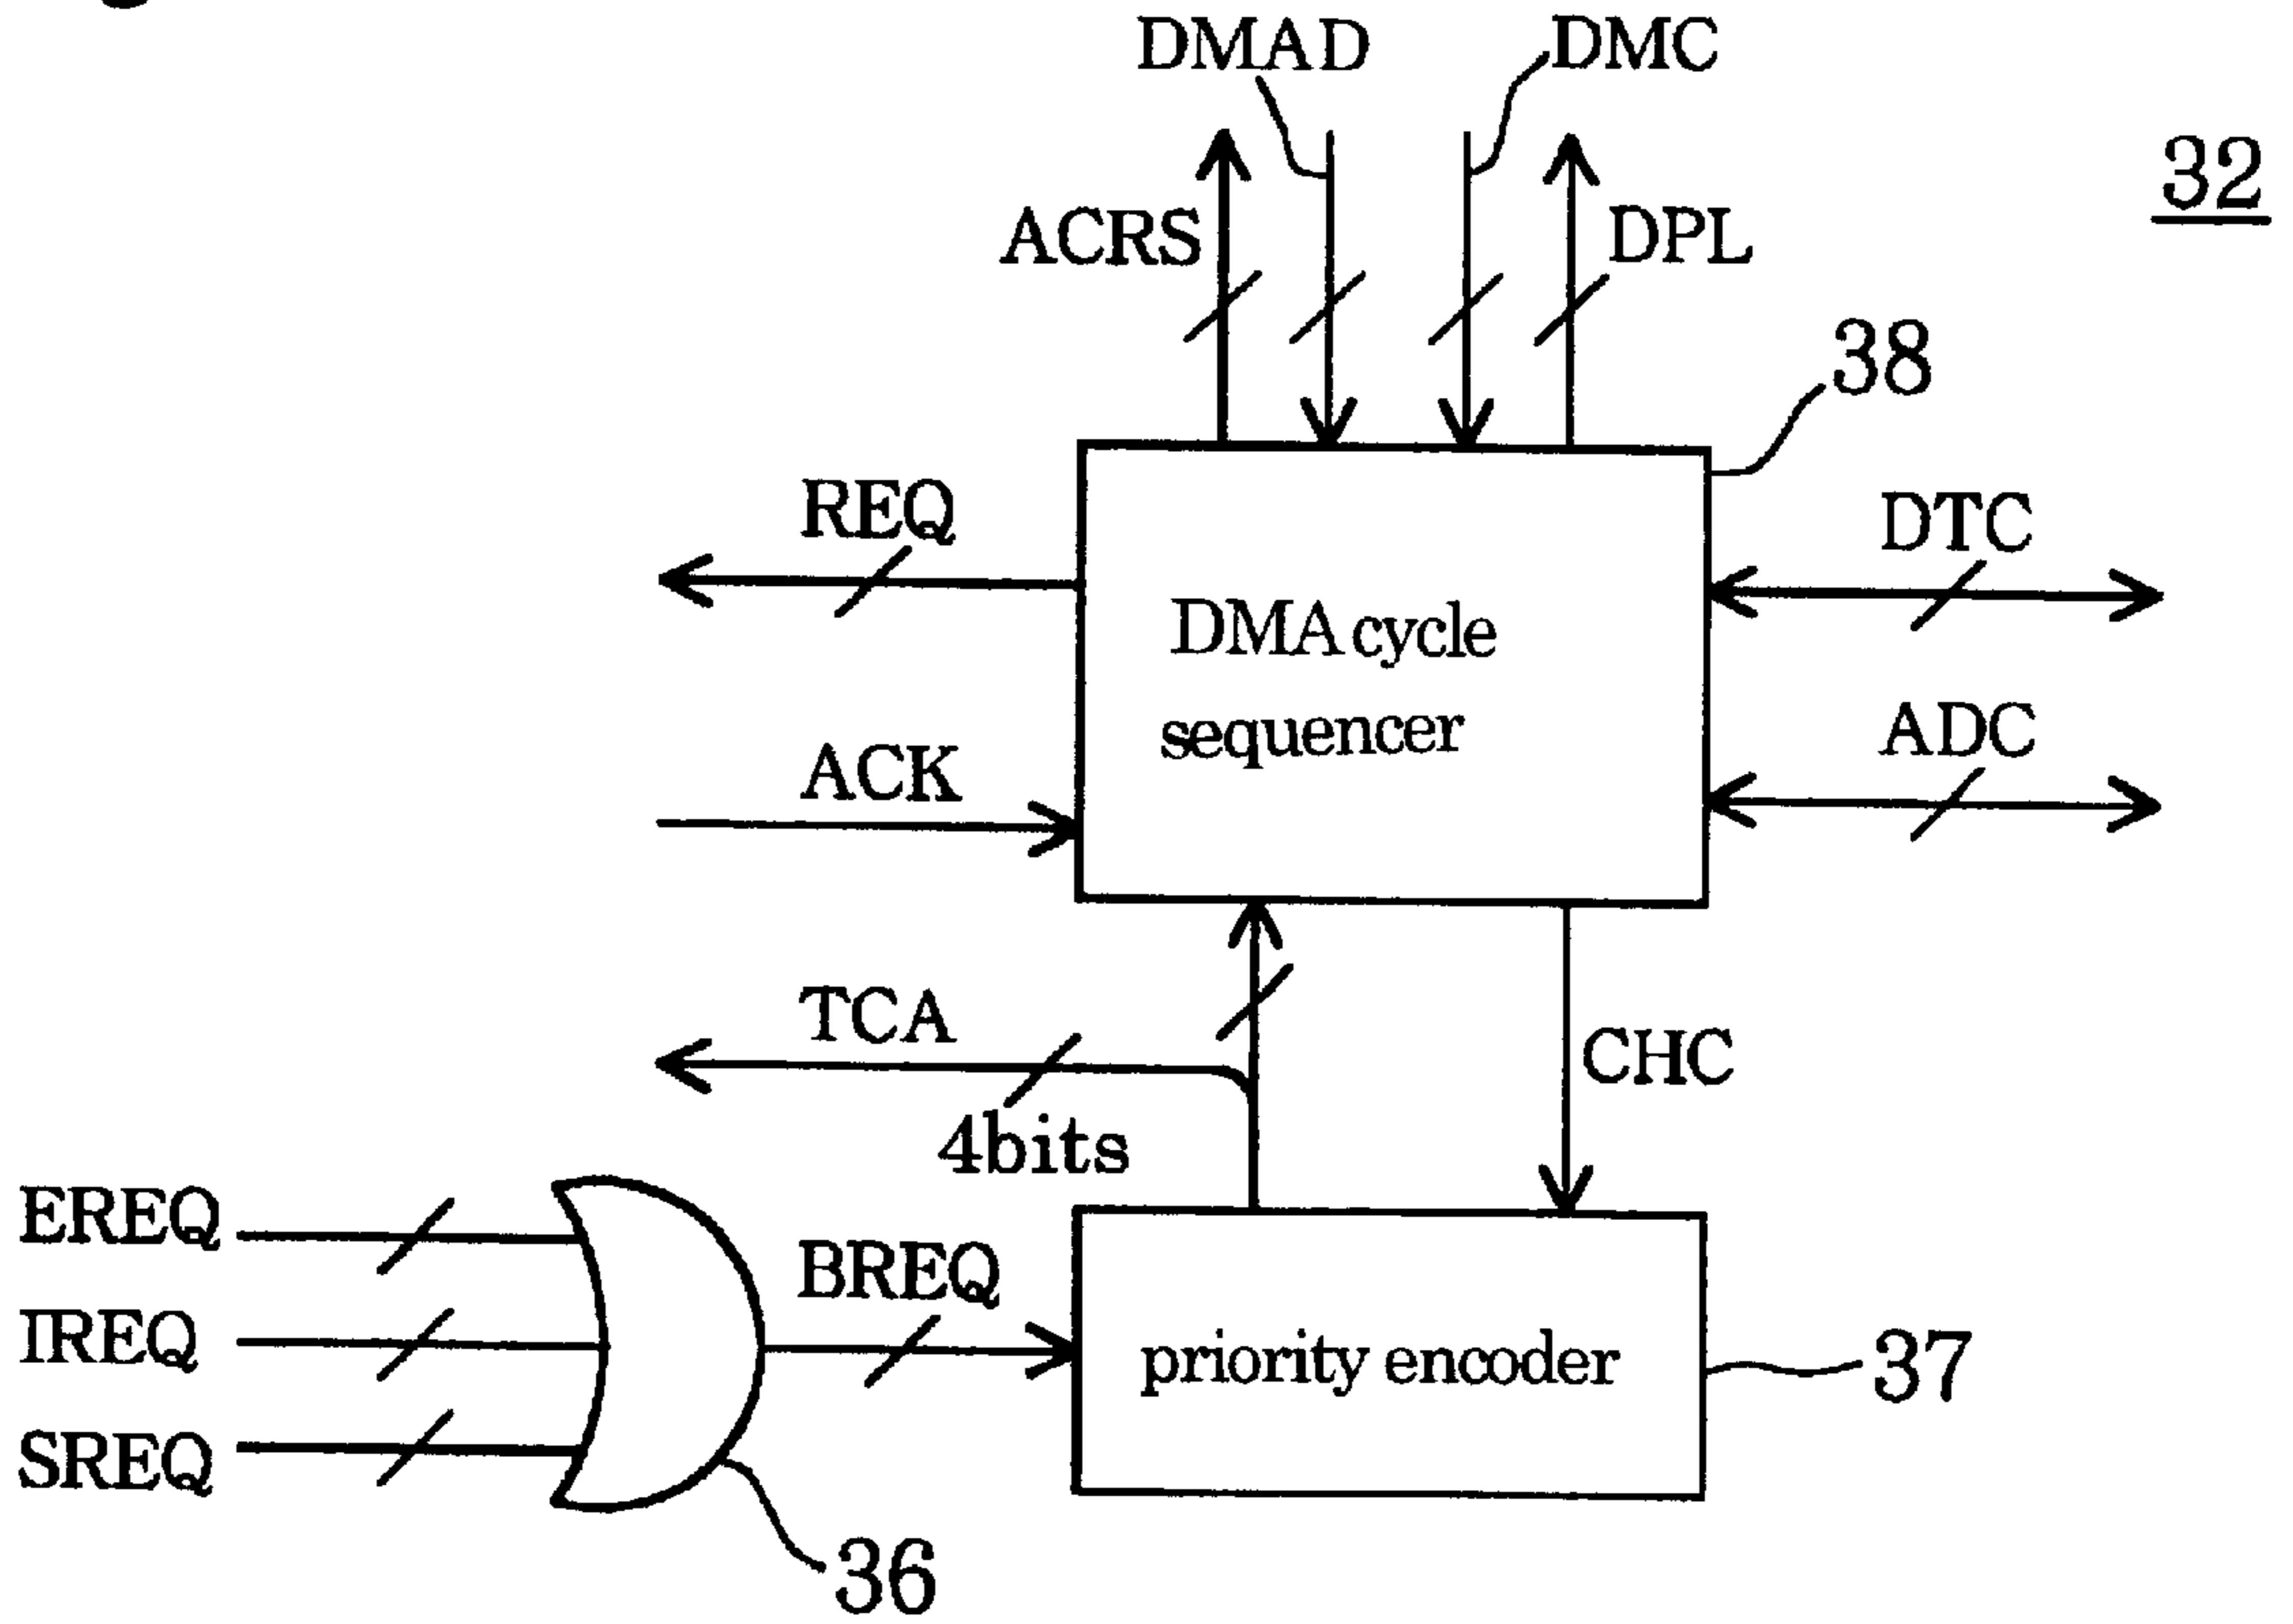 DMAD
DMC
32
ACRS
DPL
38
REQ
DTC
DMA cycle
sequencer
ADC
ACK
TCA
CHC
4bits
EREQ
BREQ
IREQ
priority encoder
37
SREQ
36